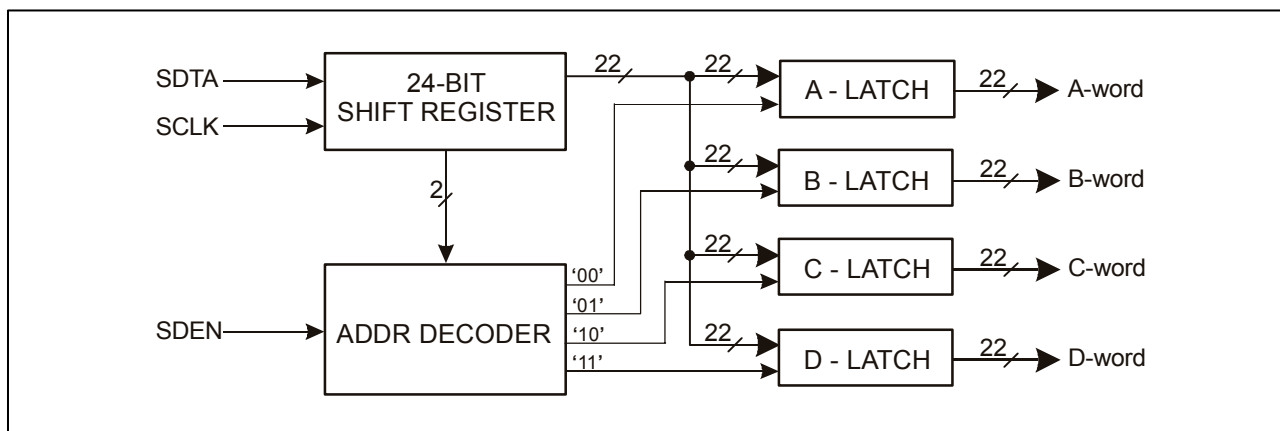 SDTA
SCLK
24-BIT
SHIFT REGISTER
22
22
A - LATCH
22
A-word
2
22
B - LATCH
22
B-word
22
C - LATCH
22
C-word
SDEN
ADDR DECODER
‘00’
‘01’
‘10’
‘11’
22
D - LATCH
22
D-word